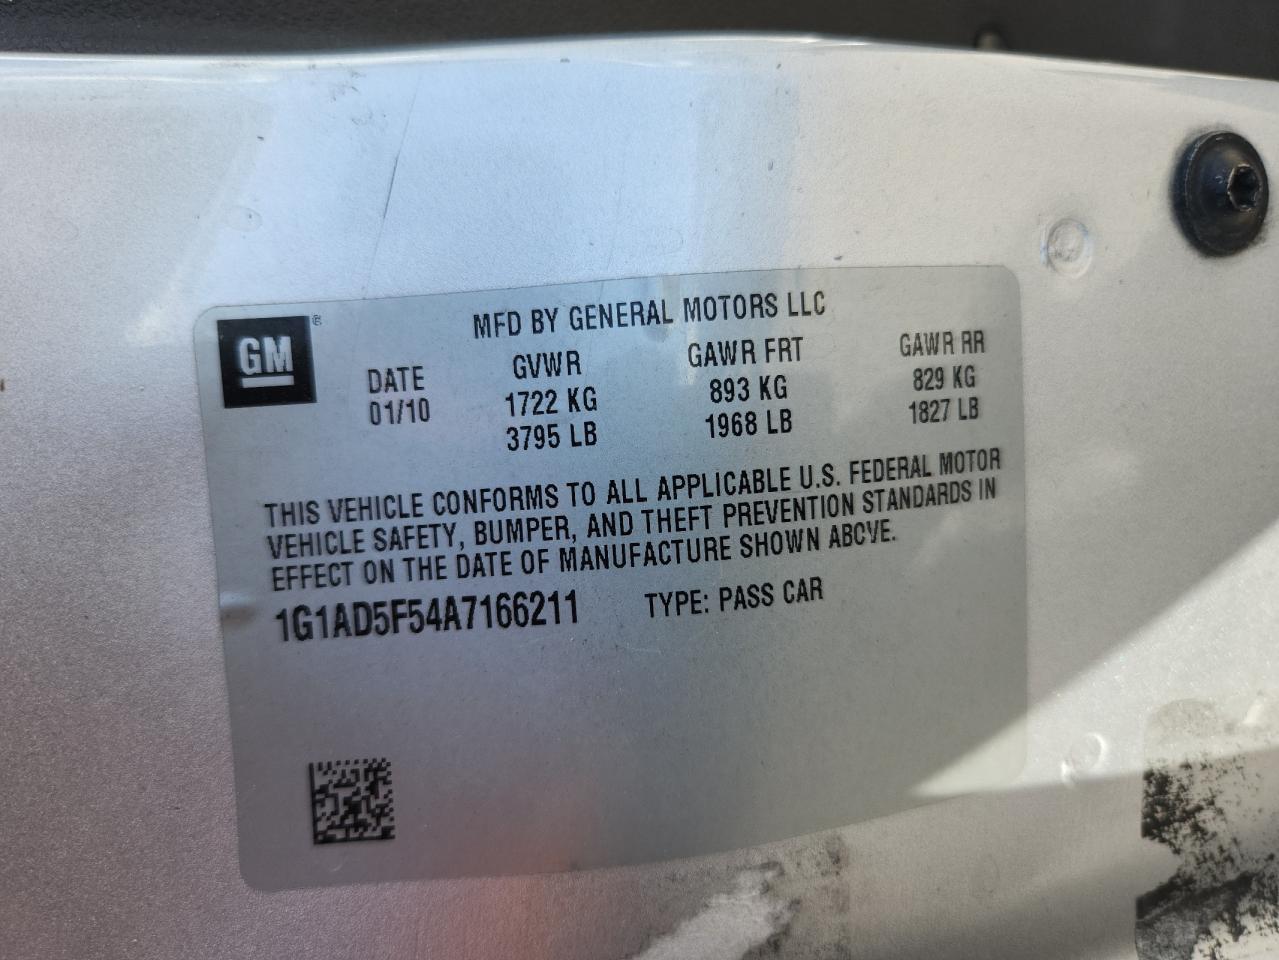 GM®
MFD BY GENERAL MOTORS LLC
DATE GVWR GAWR FRT GAWR RR
01/10 1722 KG 893 KG 829 KG
3795 LB 1968 LB 1827 LB
THIS VEHICLE CONFORMS TO ALL APPLICABLE U.S. FEDERAL MOTOR
VEHICLE SAFETY, BUMPER, AND THEFT PREVENTION STANDARDS IN
EFFECT ON THE DATE OF MANUFACTURE SHOWN ABOVE.
1G1AD5F54A7166211 TYPE: PASS CAR